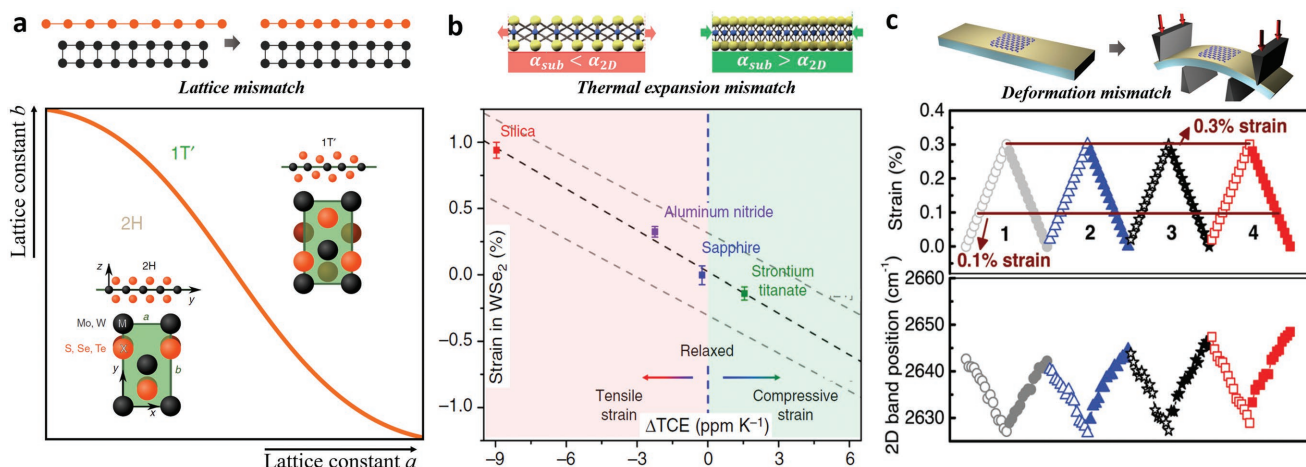 a
Lattice mismatch
Lattice constant b
1T′
2H
1T′
z
2H
y
Mo, W
M
a
S, Se, Te
X
y
b
x
Lattice constant a
b
αsub < α2D
αsub > α2D
Thermal expansion mismatch
Strain in WSe2 (%)
1.0
0.5
0.0
−0.5
−1.0
Silica
Aluminum nitride
Sapphire
Strontium
titanate
Relaxed
Tensile
strain
Compressive
strain
−9
−6
−3
0
3
6
ΔTCE (ppm K−1)
c
Deformation mismatch
Strain (%)
0.4
0.3
0.2
0.1
0.0
0.3% strain
1
2
3
4
0.1% strain
2D band position (cm-1)
2660
2650
2640
2630